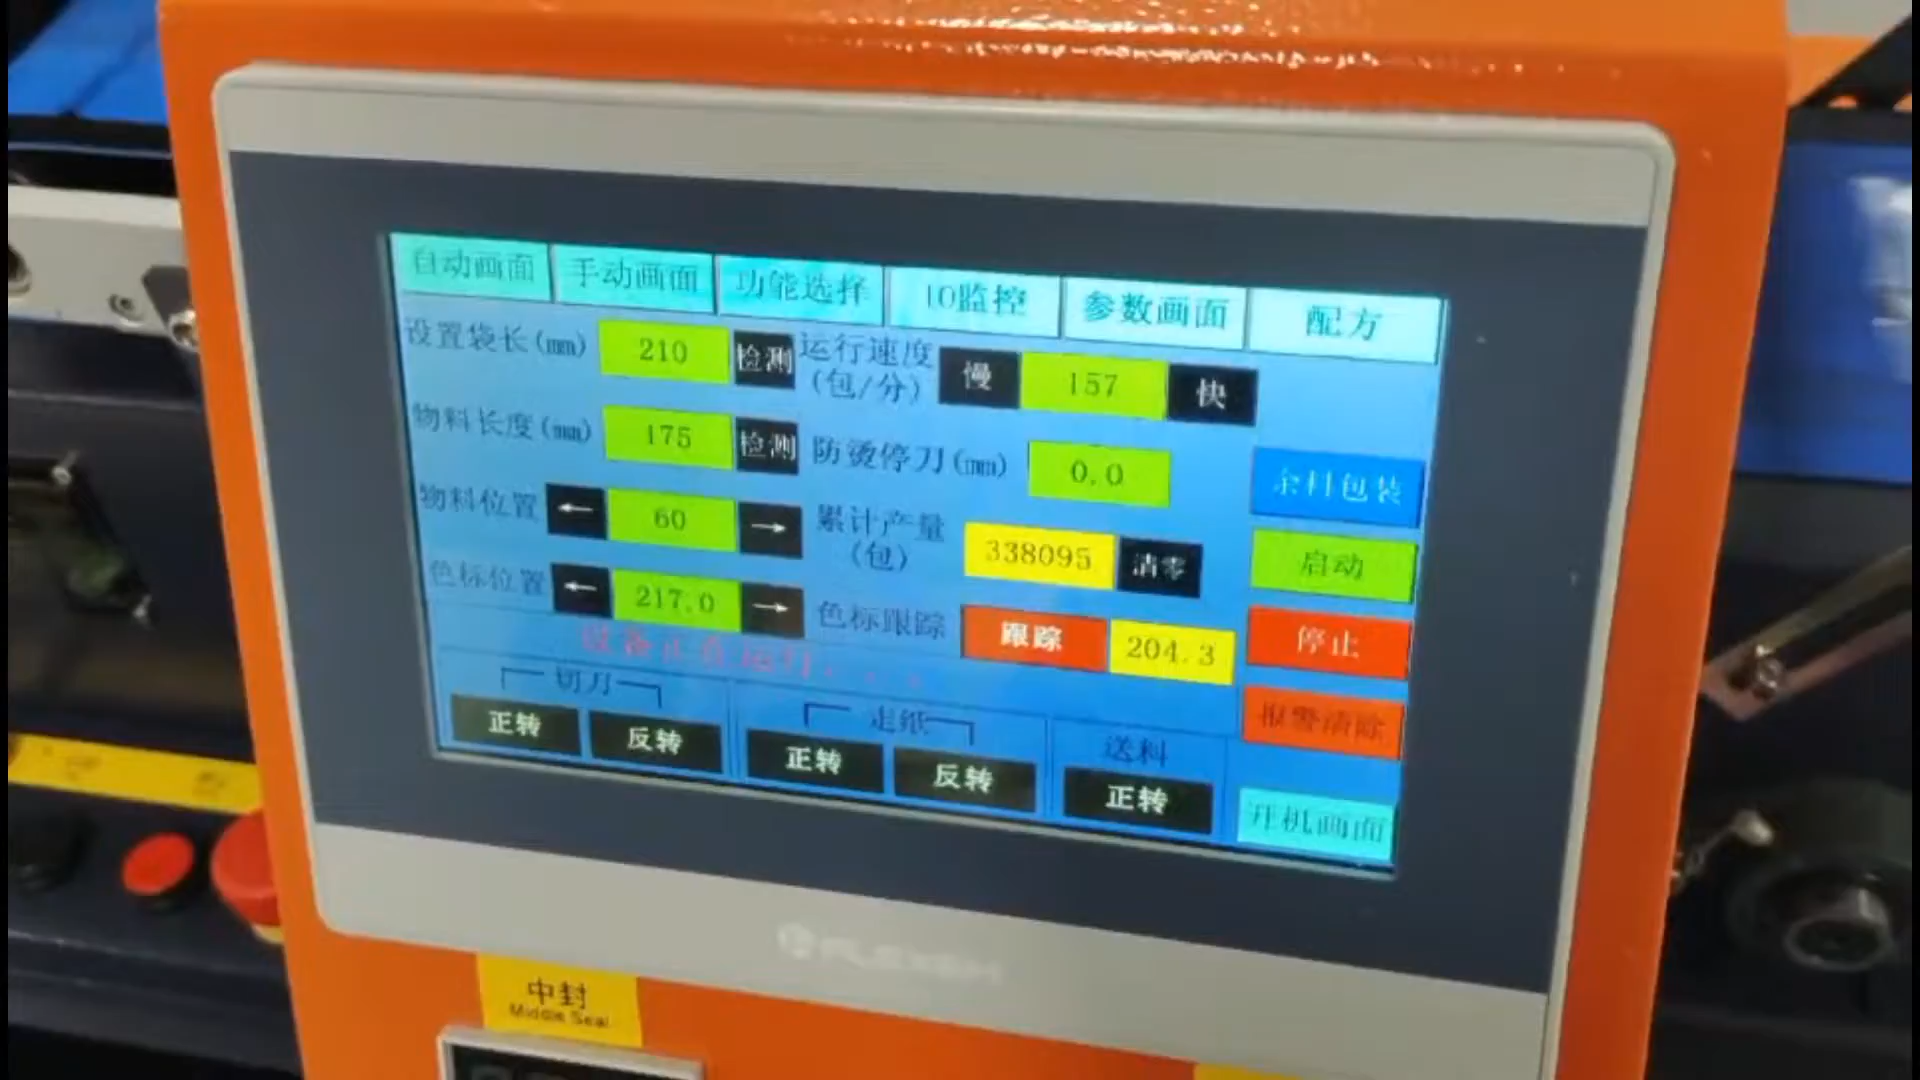 自动画面 手动画面 功能选择 IO监控 参数画面 配方
设置袋长(mm) 210 检测 运行速度(包/分) 慢 157 快
物料长度(mm) 175 检测 防烫停刀(mm) 0.0
余料包装
物料位置 ← 60 → 累计产量(包) 338095 清零
启动
色标位置 ← 217.0 → 色标跟踪 跟踪 204.3
停止
设备正在运行. . . .
报警清除
切刀 走纸 送料
正转 反转 正转 反转 正转
开机画面
中封
Middle Seal